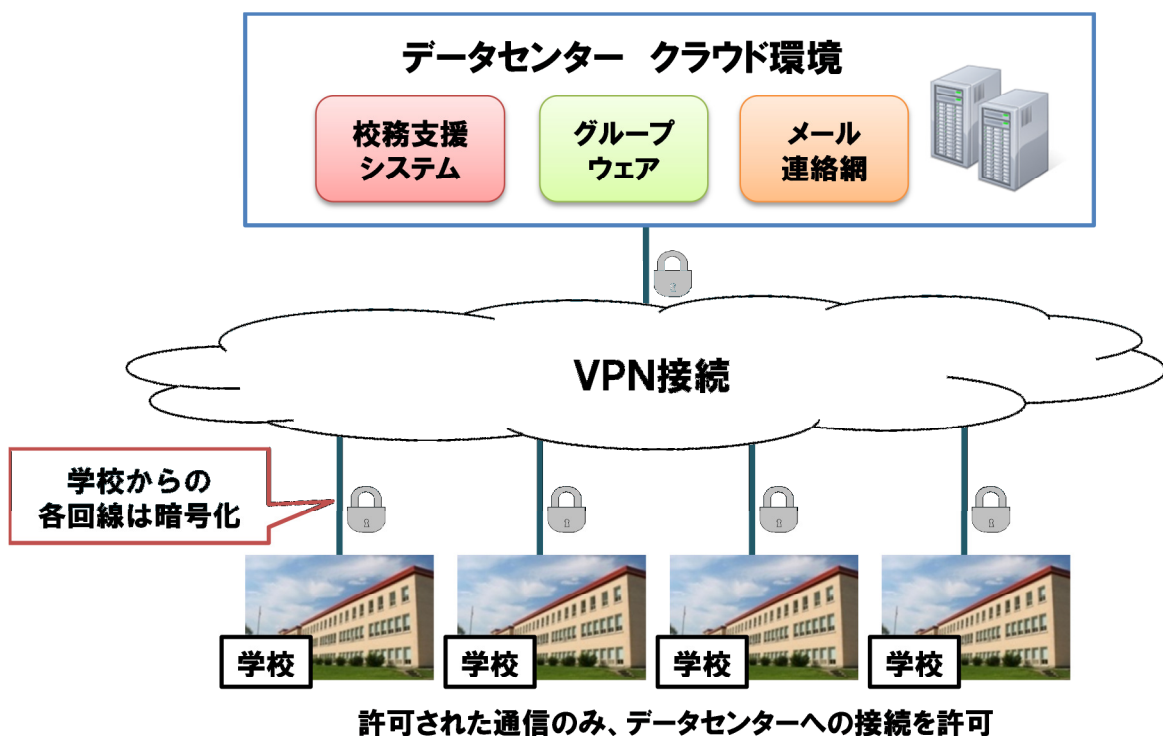 データセンター クラウド環境
校務支援
システム
グループ
ウェア
メール
連絡網
VPN接続
学校からの
各回線は暗号化
学校
学校
学校
学校
許可された通信のみ、データセンターへの接続を許可